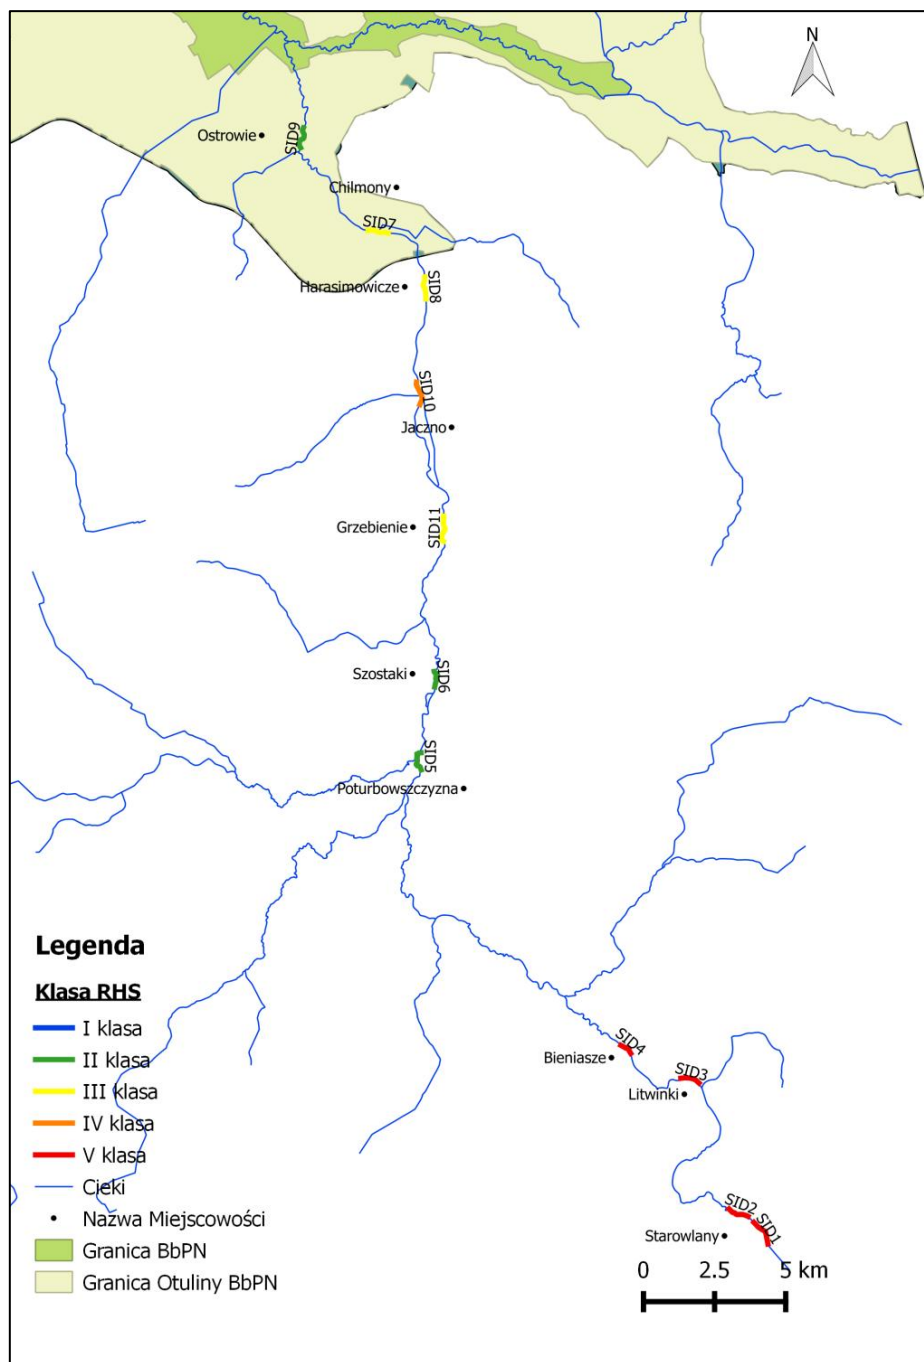 N
Ostrowie
SID9
Chilmony
SID7
Harasimowicze
SID8
SID10
Jaczno
Grzebienie
SID11
Szostaki
SID6
SID5
Poturbowszczyzna
Legenda
Klasa RHS
I klasa
II klasa
III klasa
IV klasa
V klasa
Cieki
Nazwa Miejscowości
Granica BbPN
Granica Otuliny BbPN
SID4
Bieniasze
SID3
Litwinki
SID2
SID1
Starowlany
0 2.5 5 km